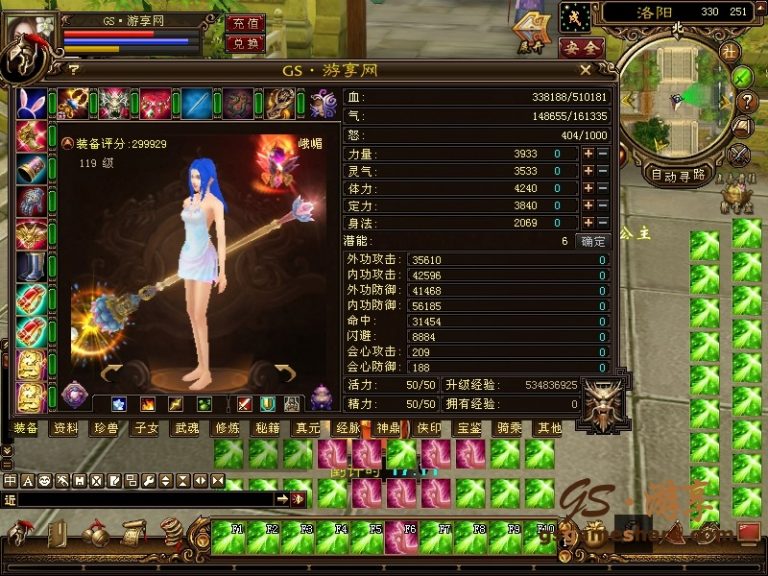 GS·游享网
充值
兑换
安全
洛阳 330 251
北
社
自动寻路
公主
?
GS·游享网
装备评分:299929
119 级
峨嵋
血: 338188/510181
气: 148655/161335
怒: 404/1000
力量: 3933 0
灵气: 3533 0
体力: 4240 0
定力: 3840 0
身法: 2069 0
潜能: 6 确定
外功攻击: 35610 0
内功攻击: 42596 0
外功防御: 41468 0
内功防御: 56185 0
命中: 31454 0
闪避: 8884 0
会心攻击: 209 0
会心防御: 188 0
活力: 50/50 升级经验: 534836925
精力: 50/50 拥有经验: 0
装备 资料 珍兽 子女 武魂 修炼 秘籍 真元 经脉 神鼎 侠印 宝鉴 骑乘 其他
中 A
近
F1 F2 F3 F4 F5 F6 F7 F8 F9 F10
GS·游享